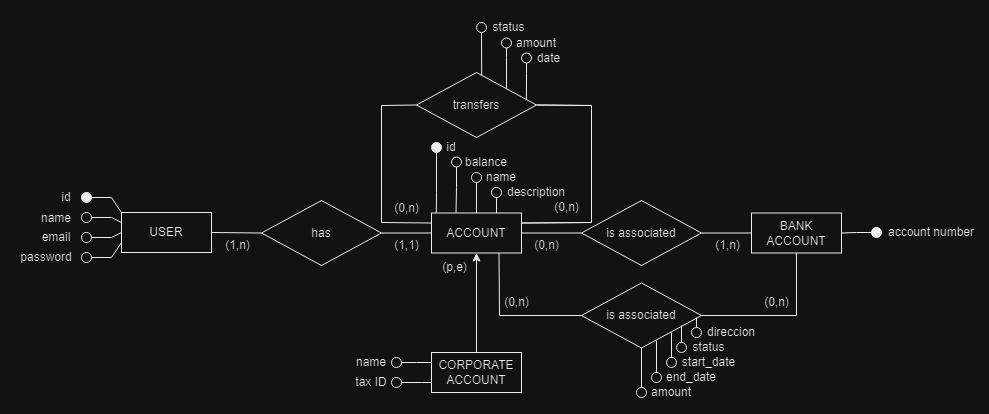 status
amount
date
transfers
id
balance
name
description
id
name
email
password
USER
(1,n)
has
(0,n)
(1,1)
ACCOUNT
(0,n)
(0,n)
is associated
(1,n)
BANK
ACCOUNT
account number
(p,e)
(0,n)
is associated
(0,n)
direccion
status
start_date
end_date
amount
name
tax ID
CORPORATE
ACCOUNT